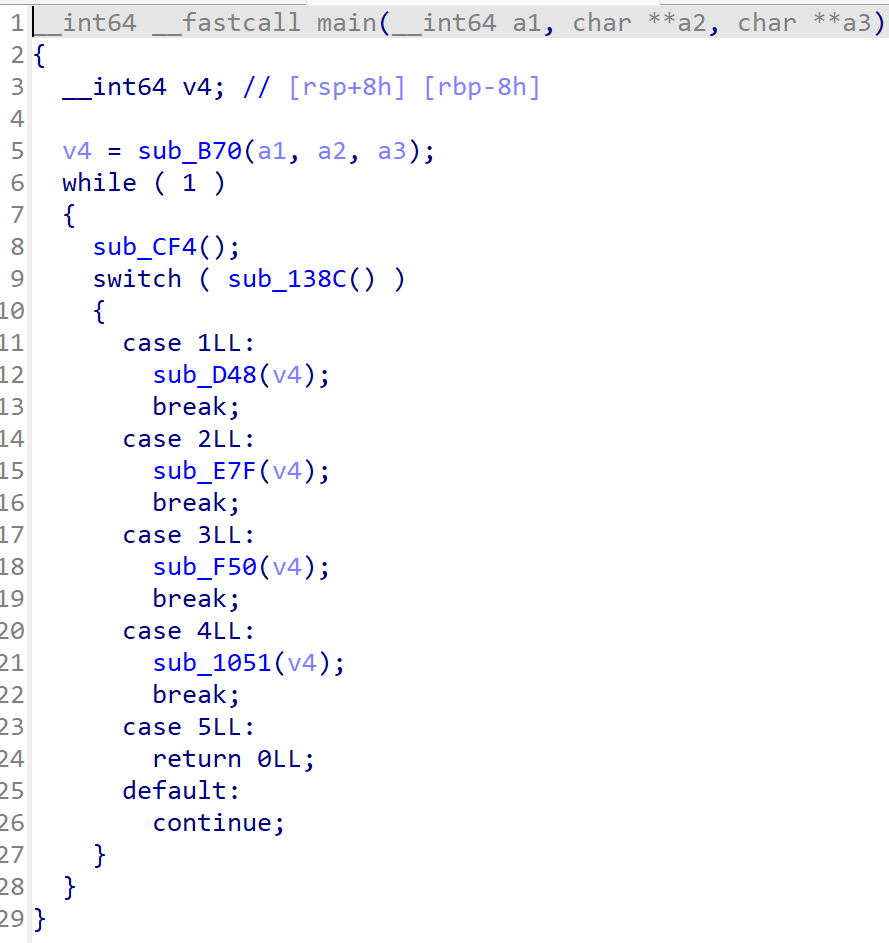 1 __int64 __fastcall main(__int64 a1, char **a2, char **a3)
2 {
3   __int64 v4; // [rsp+8h] [rbp-8h]
4
5   v4 = sub_B70(a1, a2, a3);
6   while ( 1 )
7   {
8     sub_CF4();
9     switch ( sub_138C() )
10     {
11       case 1LL:
12         sub_D48(v4);
13         break;
14       case 2LL:
15         sub_E7F(v4);
16         break;
17       case 3LL:
18         sub_F50(v4);
19         break;
20       case 4LL:
21         sub_1051(v4);
22         break;
23       case 5LL:
24         return 0LL;
25       default:
26         continue;
27     }
28   }
29 }